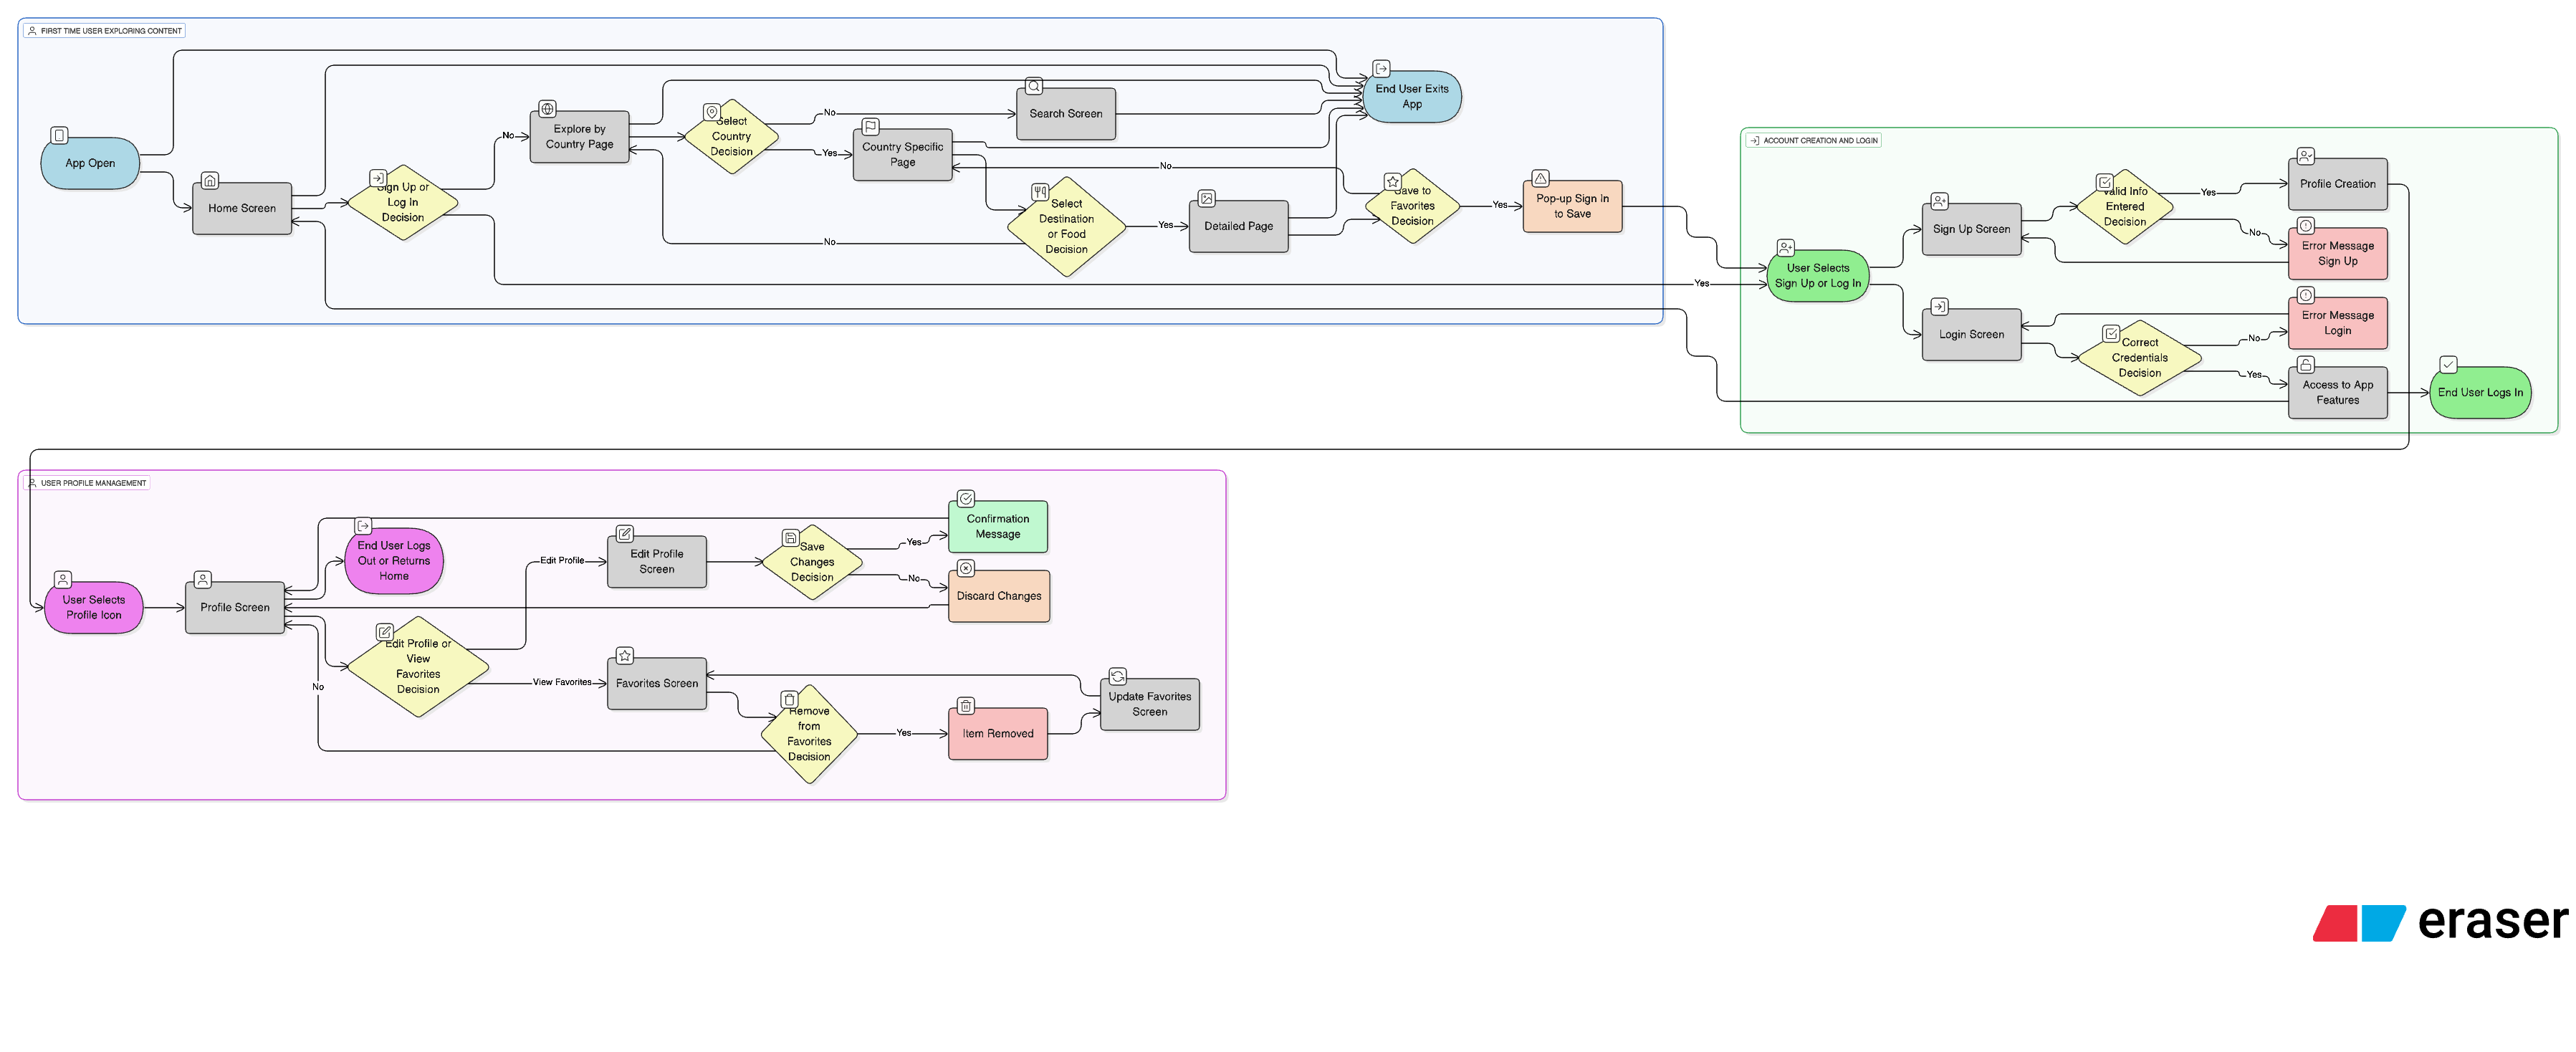 FIRST TIME USER EXPLORING CONTENT
App Open
Home Screen
Sign Up or
Log In
Decision
No
Yes
Explore by
Country Page
Select
Country
Decision
No
Yes
Search Screen
Country Specific
Page
Select
Destination
or Food
Decision
Yes
No
Detailed Page
End User Exits
App
Save to
Favorites
Decision
No
Yes
Pop-up Sign In
to Save
ACCOUNT CREATION AND LOGIN
User Selects
Sign Up or Log In
Sign Up Screen
Valid Info
Entered
Decision
Yes
No
Profile Creation
Error Message
Sign Up
Login Screen
Correct
Credentials
Decision
No
Yes
Error Message
Login
Access to App
Features
End User Logs In
USER PROFILE MANAGEMENT
User Selects
Profile Icon
Profile Screen
End User Logs
Out or Returns
Home
Edit Profile or
View
Favorites
Decision
Edit Profile
View Favorites
Edit Profile
Screen
Save
Changes
Decision
Yes
No
Confirmation
Message
Discard Changes
Favorites Screen
Remove
from
Favorites
Decision
No
Yes
Item Removed
Update Favorites
Screen
eraser